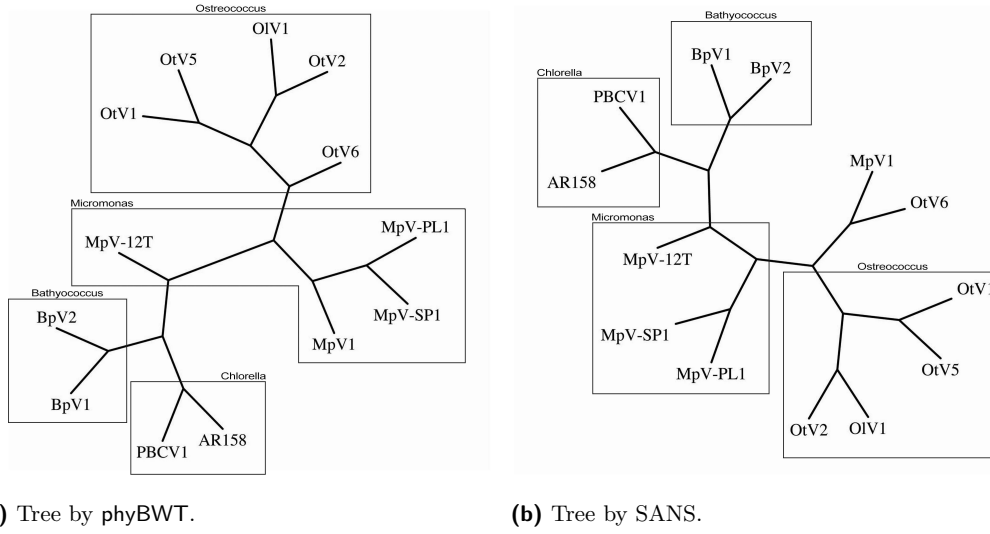 Ostreococcus
OlV1
OtV5
OtV2
OtV1
OtV6
Micromonas
MpV-PL1
MpV-12T
Bathyococcus
BpV2
MpV-SP1
MpV1
Chlorella
BpV1
AR158
PBCV1
) Tree by phyBWT.
Bathyococcus
BpV1
BpV2
Chlorella
PBCV1
MpV1
AR158
OtV6
Micromonas
MpV-12T
Ostreococcus
OtV1
MpV-SP1
OtV5
MpV-PL1
OtV2
OlV1
(b) Tree by SANS.